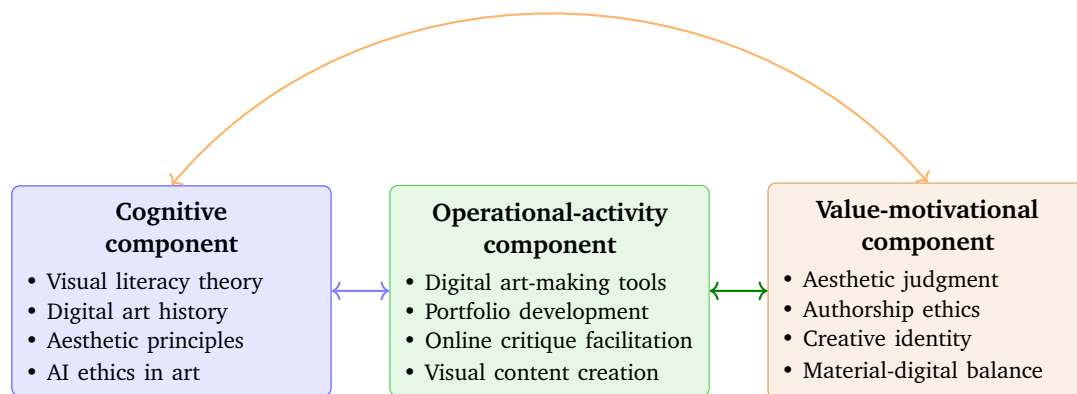 Cognitive
component
• Visual literacy theory
• Digital art history
• Aesthetic principles
• AI ethics in art
Operational-activity
component
• Digital art-making tools
• Portfolio development
• Online critique facilitation
• Visual content creation
Value-motivational
component
• Aesthetic judgment
• Authorship ethics
• Creative identity
• Material-digital balance